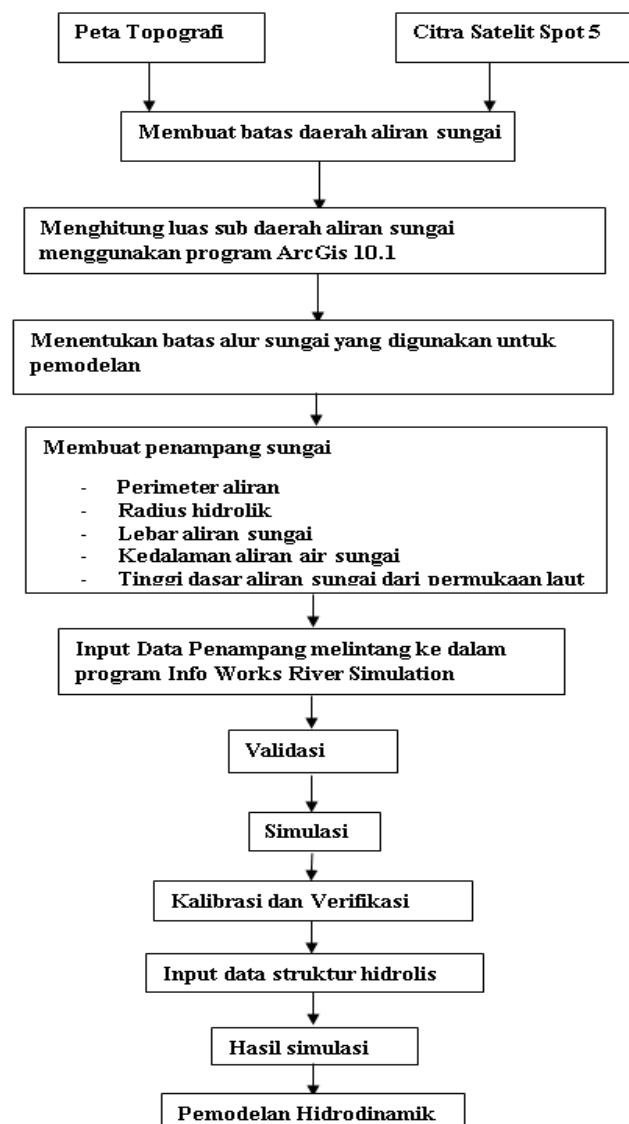 Peta Topografi
Citra Satelit Spot 5
Membuat batas daerah aliran sungai
Menghitung luas sub daerah aliran sungai
menggunakan program ArcGis 10.1
Menentukan batas alur sungai yang digunakan untuk
pemodelan
Membuat penampang sungai
- Perimeter aliran
- Radius hidrolik
- Lebar aliran sungai
- Kedalaman aliran air sungai
- Tinggi dasar aliran sungai dari permukaan laut
Input Data Penampang melintang ke dalam
program Info Works River Simulation
Validasi
Simulasi
Kalibrasi dan Verifikasi
Input data struktur hidrolis
Hasil simulasi
Pemodelan Hidrodinamik